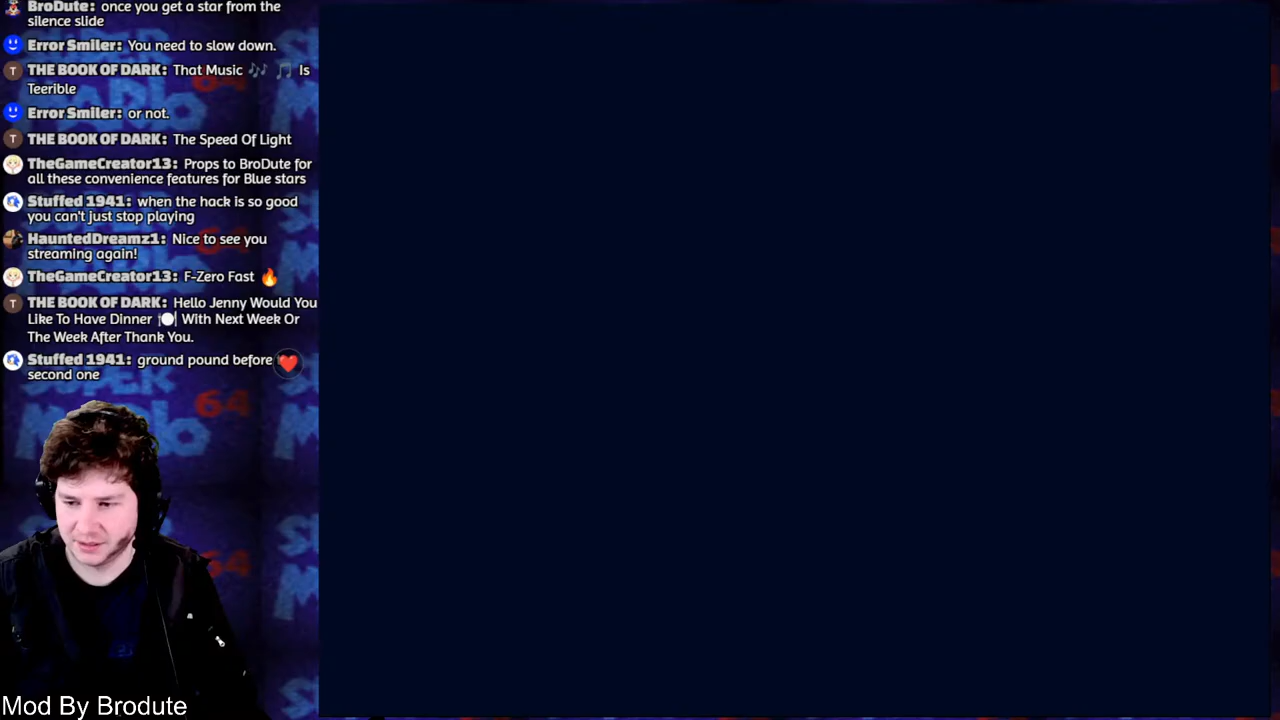 BroDute: once you get a star from the
silence slide
Error Smiler: You need to slow down.
T THE BOOK OF DARK: That Music 🎶 🎵 Is
Teerible
Error Smiler: or not.
T THE BOOK OF DARK: The Speed Of Light
TheGameCreator13: Props to BroDute for
all these convenience features for Blue stars
Stuffed 1941: when the hack is so good
you can't just stop playing
HauntedDreamz1: Nice to see you
streaming again!
TheGameCreator13: F-Zero Fast 🔥
T THE BOOK OF DARK: Hello Jenny Would You
Like To Have Dinner 🍽️ With Next Week Or
The Week After Thank You.
Stuffed 1941: ground pound before
second one
SUPER
MARIO 64
Mod By Brodute